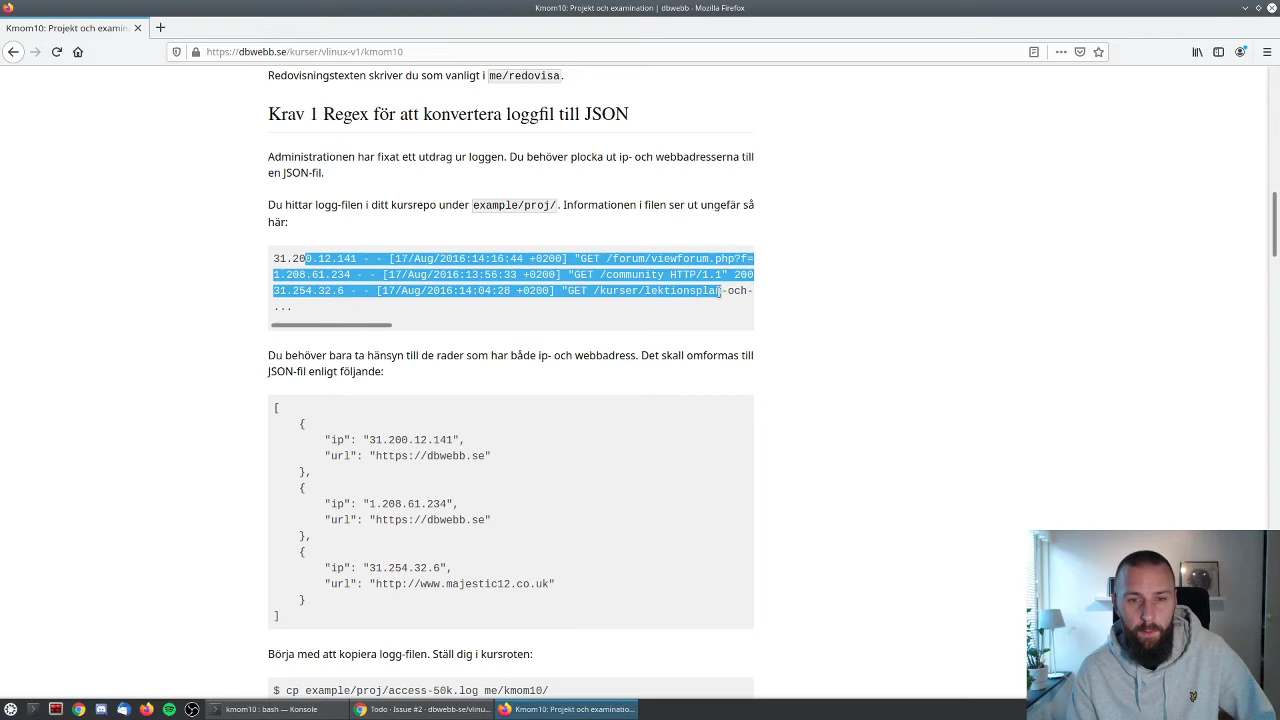 Kmom10: Projekt och examination | dbwebb - Mozilla Firefox
Kmom10: Projekt och examin
https://dbwebb.se/kurser/vlinux-v1/kmom10
Redovisningstexten skriver du som vanligt i me/redovisa.
Krav 1 Regex för att konvertera loggfil till JSON
Administrationen har fixat ett utdrag ur loggen. Du behöver plocka ut ip- och webbadresserna till
en JSON-fil.
Du hittar logg-filen i ditt kursrepo under example/proj/. Informationen i filen ser ut ungefär så
här:
31.200.12.141 - - [17/Aug/2016:14:16:44 +0200] "GET /forum/viewforum.php?f=
1.208.61.234 - - [17/Aug/2016:13:56:33 +0200] "GET /community HTTP/1.1" 200
31.254.32.6 - - [17/Aug/2016:14:04:28 +0200] "GET /kurser/lektionsplan-och-
...
Du behöver bara ta hänsyn till de rader som har både ip- och webbadress. Det skall omformas till
JSON-fil enligt följande:
[
{
"ip": "31.200.12.141",
"url": "https://dbwebb.se"
},
{
"ip": "1.208.61.234",
"url": "https://dbwebb.se"
},
{
"ip": "31.254.32.6",
"url": "http://www.majestic12.co.uk"
}
]
Börja med att kopiera logg-filen. Ställ dig i kursroten:
$ cp example/proj/access-50k.log me/kmom10/
kmom10 : bash — Konsole
Todo · Issue #2 · dbwebb-se/vlinu...
Kmom10: Projekt och examinatio...